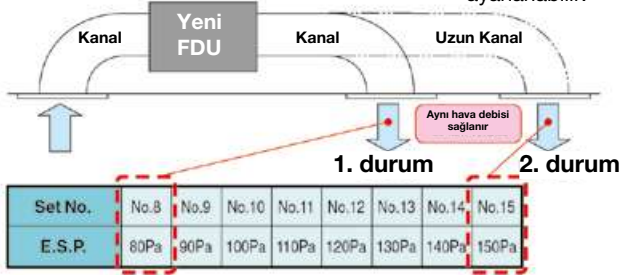 Yeni
FDU
Kanal
Kanal
Uzun Kanal
Aynı hava debisi
sağlanır
1. durum
2. durum
Set No. No.8 No.9 No.10 No.11 No.12 No.13 No.14 No.15
E.S.P. 80Pa 90Pa 100Pa 110Pa 120Pa 130Pa 140Pa 150Pa